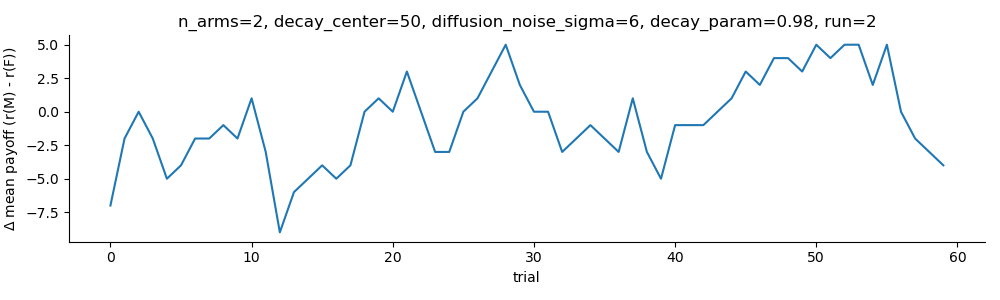 n_arms=2, decay_center=50, diffusion_noise_sigma=6, decay_param=0.98, run=2
Δ mean payoff (r(M) - r(F))
5.0
2.5
0.0
−2.5
−5.0
−7.5
0 10 20 30 40 50 60
trial